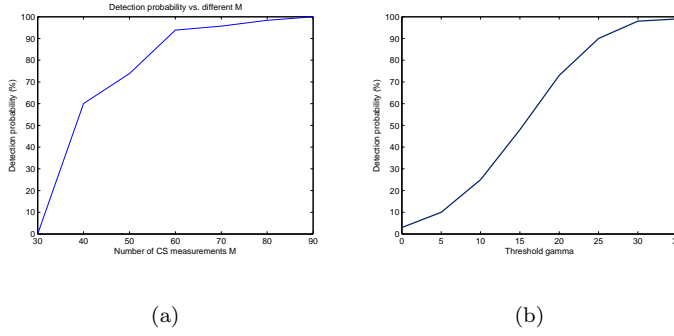 Detection probability vs. different M
100
90
80
70
60
50
40
30
20
10
0
Detection probability (%)
30 40 50 60 70 80 90
Number of CS measurements M
(a)
100
90
80
70
60
50
40
30
20
10
0
Detection probability (%)
0 5 10 15 20 25 30
Threshold gamma
(b)